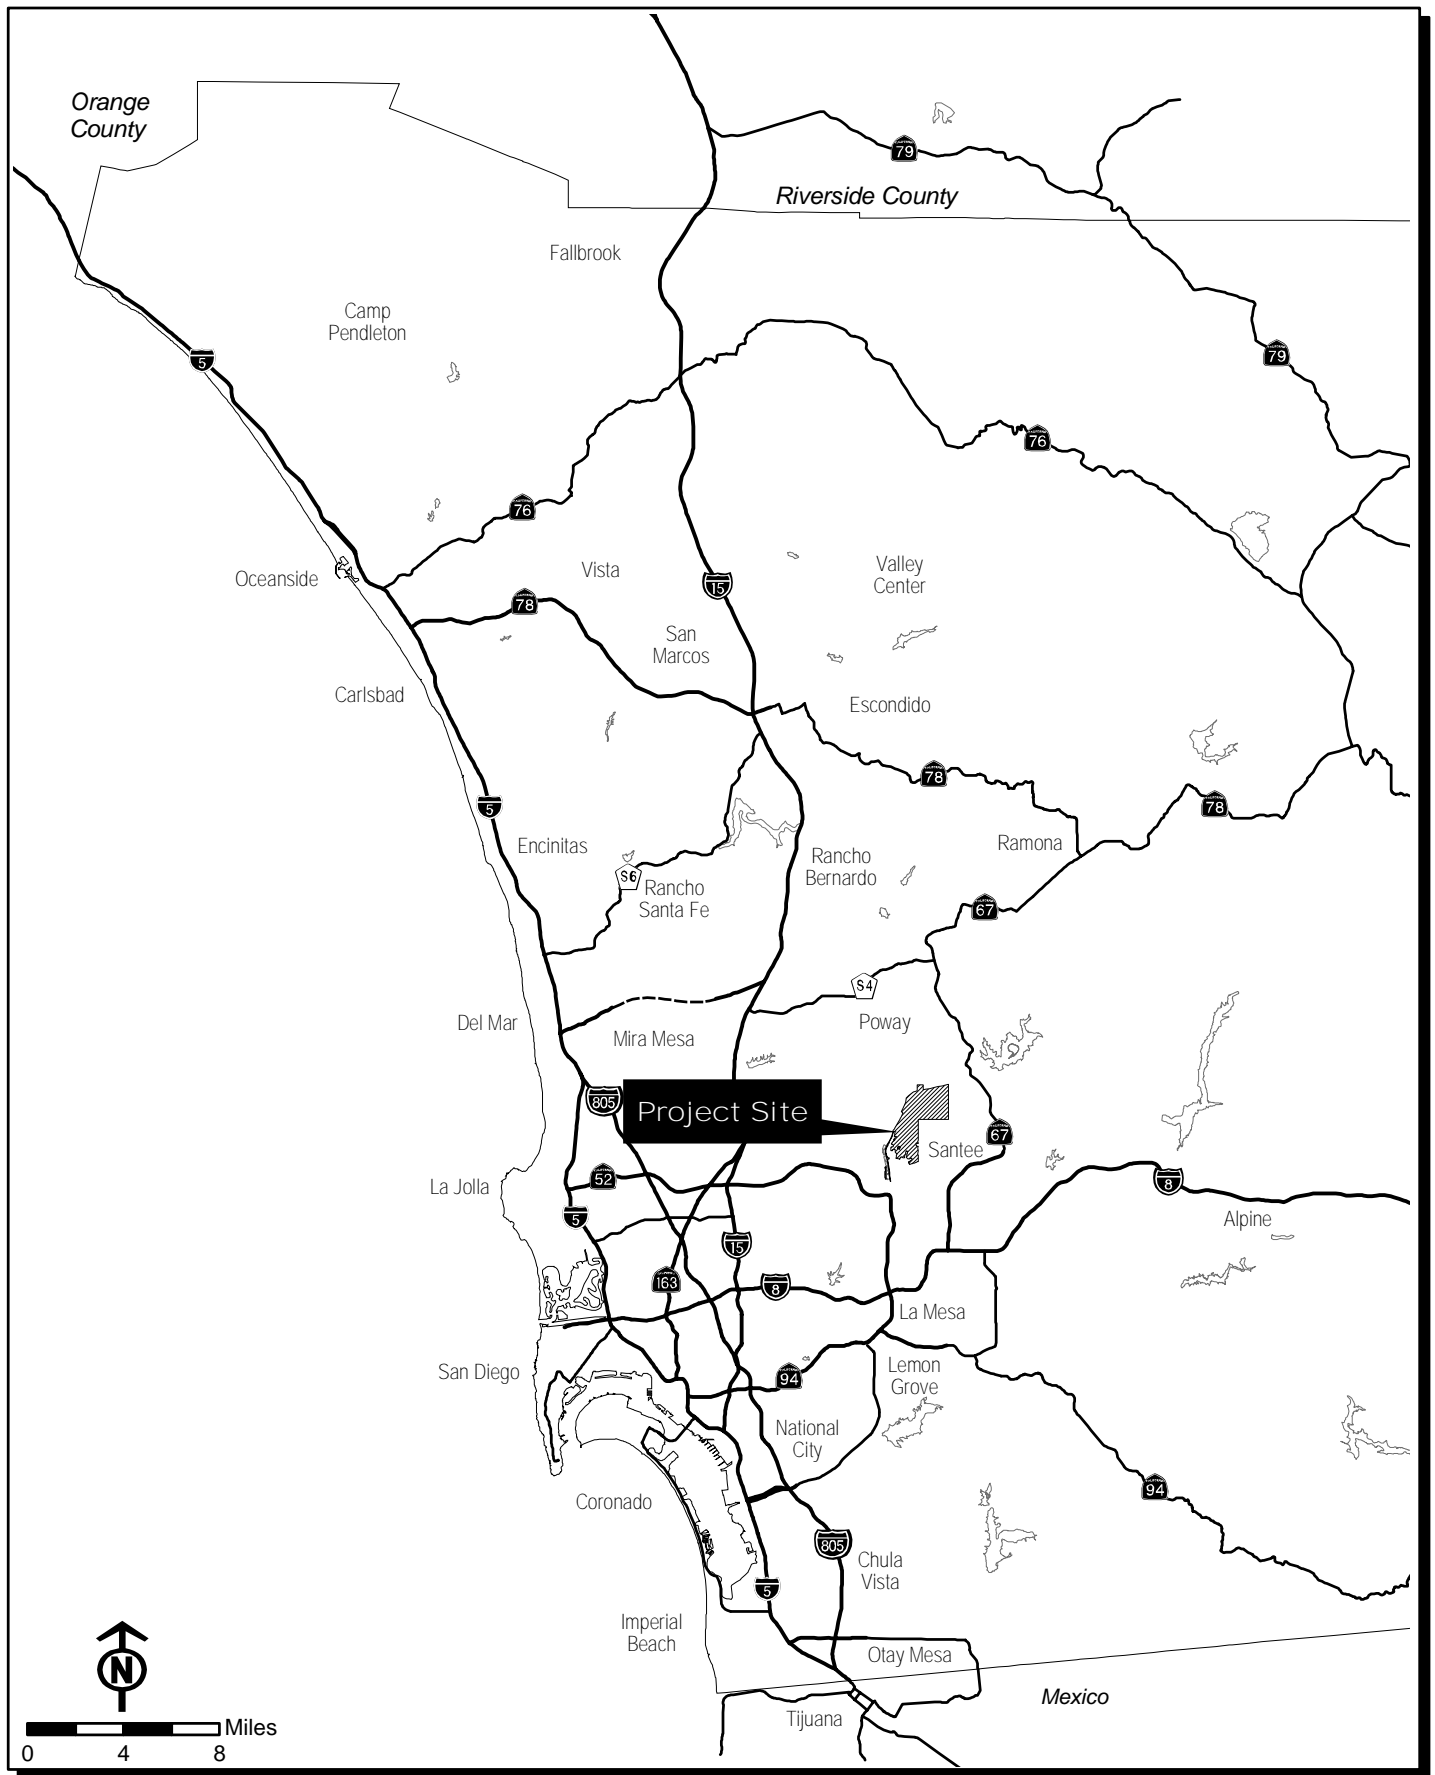 Orange
County
79
Riverside County
Fallbrook
Camp
Pendleton
5
79
76
76
Oceanside
Vista
15
Valley
Center
78
San
Marcos
Carlsbad
Escondido
78
78
5
Encinitas
Ramona
Rancho
Bernardo
S6
Rancho
Santa Fe
67
S4
Del Mar
Mira Mesa
Poway
805
Project Site
67
Santee
52
La Jolla
8
5
Alpine
15
163
8
La Mesa
San Diego
94
Lemon
Grove
National
City
Coronado
94
805
Chula
Vista
5
Imperial
Beach
Otay Mesa
N
Mexico
Tijuana
Miles
0 4 8